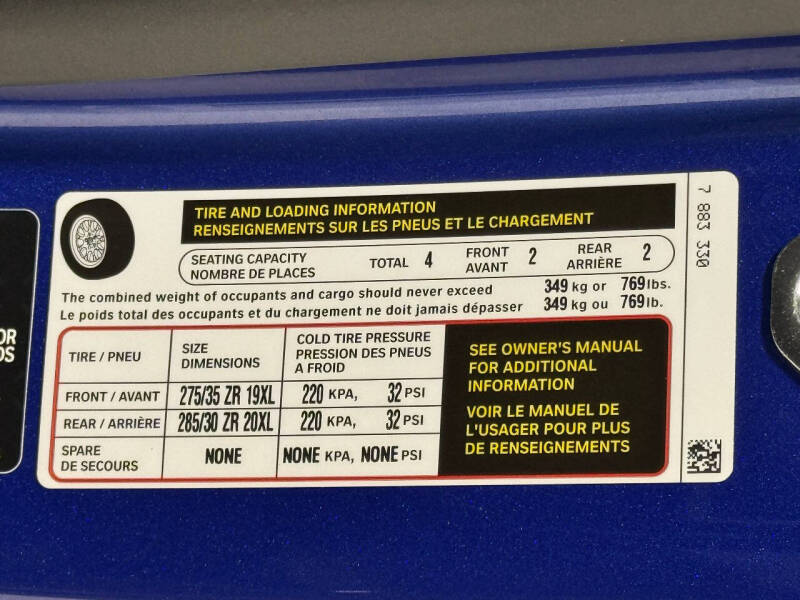 TIRE AND LOADING INFORMATION
RENSEIGNEMENTS SUR LES PNEUS ET LE CHARGEMENT
SEATING CAPACITY
NOMBRE DE PLACES
TOTAL 4
FRONT
AVANT
2
REAR
ARRIÈRE
2
The combined weight of occupants and cargo should never exceed 349 kg or 769 lbs.
Le poids total des occupants et du chargement ne doit jamais dépasser 349 kg ou 769 lb.
TIRE / PNEU
SIZE
DIMENSIONS
COLD TIRE PRESSURE
PRESSION DES PNEUS
A FROID
FRONT / AVANT 275/35 ZR 19XL 220 KPA, 32 PSI
REAR / ARRIÈRE 285/30 ZR 20XL 220 KPA, 32 PSI
SPARE
DE SECOURS
NONE NONE KPA, NONE PSI
SEE OWNER'S MANUAL
FOR ADDITIONAL
INFORMATION
VOIR LE MANUEL DE
L'USAGER POUR PLUS
DE RENSEIGNEMENTS
7 883 330